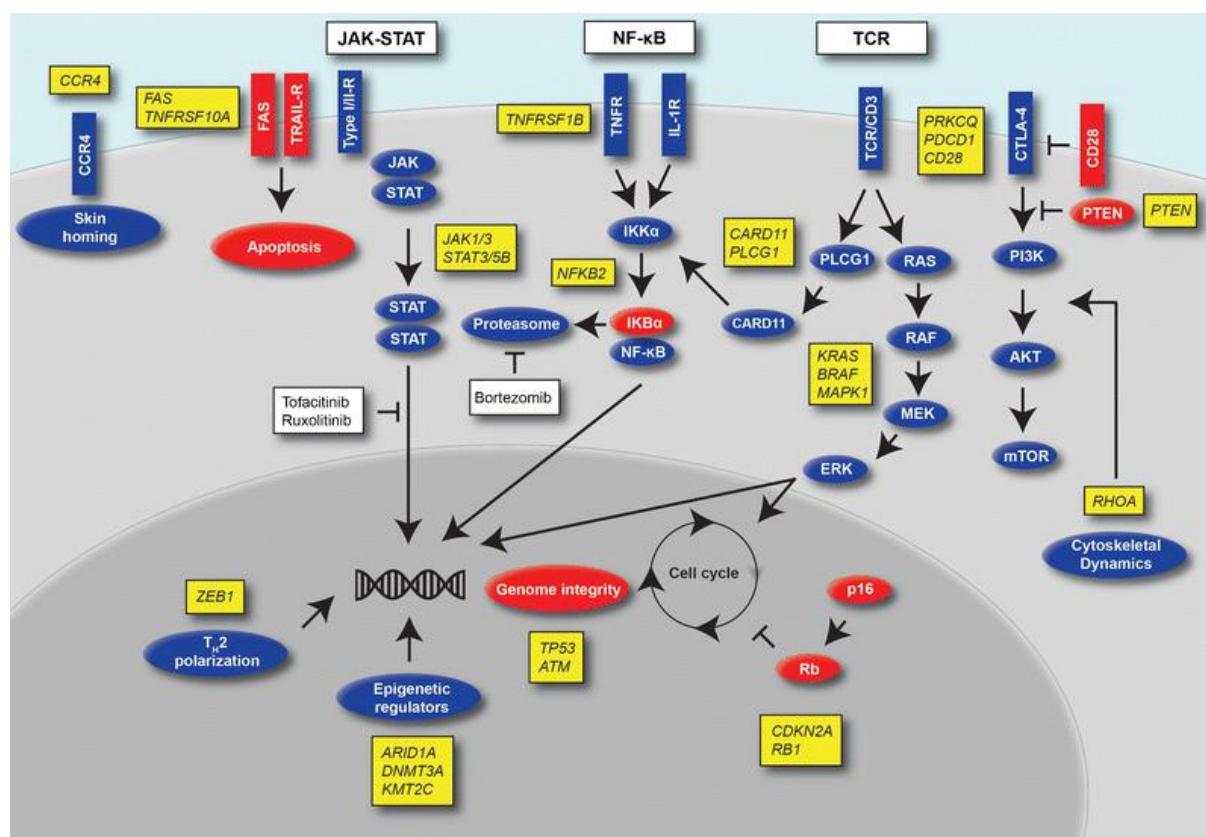 JAK-STAT
NF-κB
TCR
CCR4
CCR4
Skin
homing
FAS
TNFRSF10A
FAS
TRAIL-R
Apoptosis
Type I/II-R
JAK
STAT
JAK1/3
STAT3/5B
STAT
STAT
Tofacitinib
Ruxolitinib
TNFRSF1B
TNFR
IL-1R
IKKα
NFKB2
IKBα
NF-κB
Proteasome
Bortezomib
TCR/CD3
CARD11
PLCG1
PLCG1
RAS
CARD11
RAF
KRAS
BRAF
MAPK1
MEK
ERK
PRKCQ
PDCD1
CD28
CTLA-4
CD28
PTEN
PTEN
PI3K
AKT
mTOR
RHOA
Cytoskeletal
Dynamics
ZEB1
TH2
polarization
Epigenetic
regulators
ARID1A
DNMT3A
KMT2C
Genome integrity
TP53
ATM
Cell cycle
p16
Rb
CDKN2A
RB1